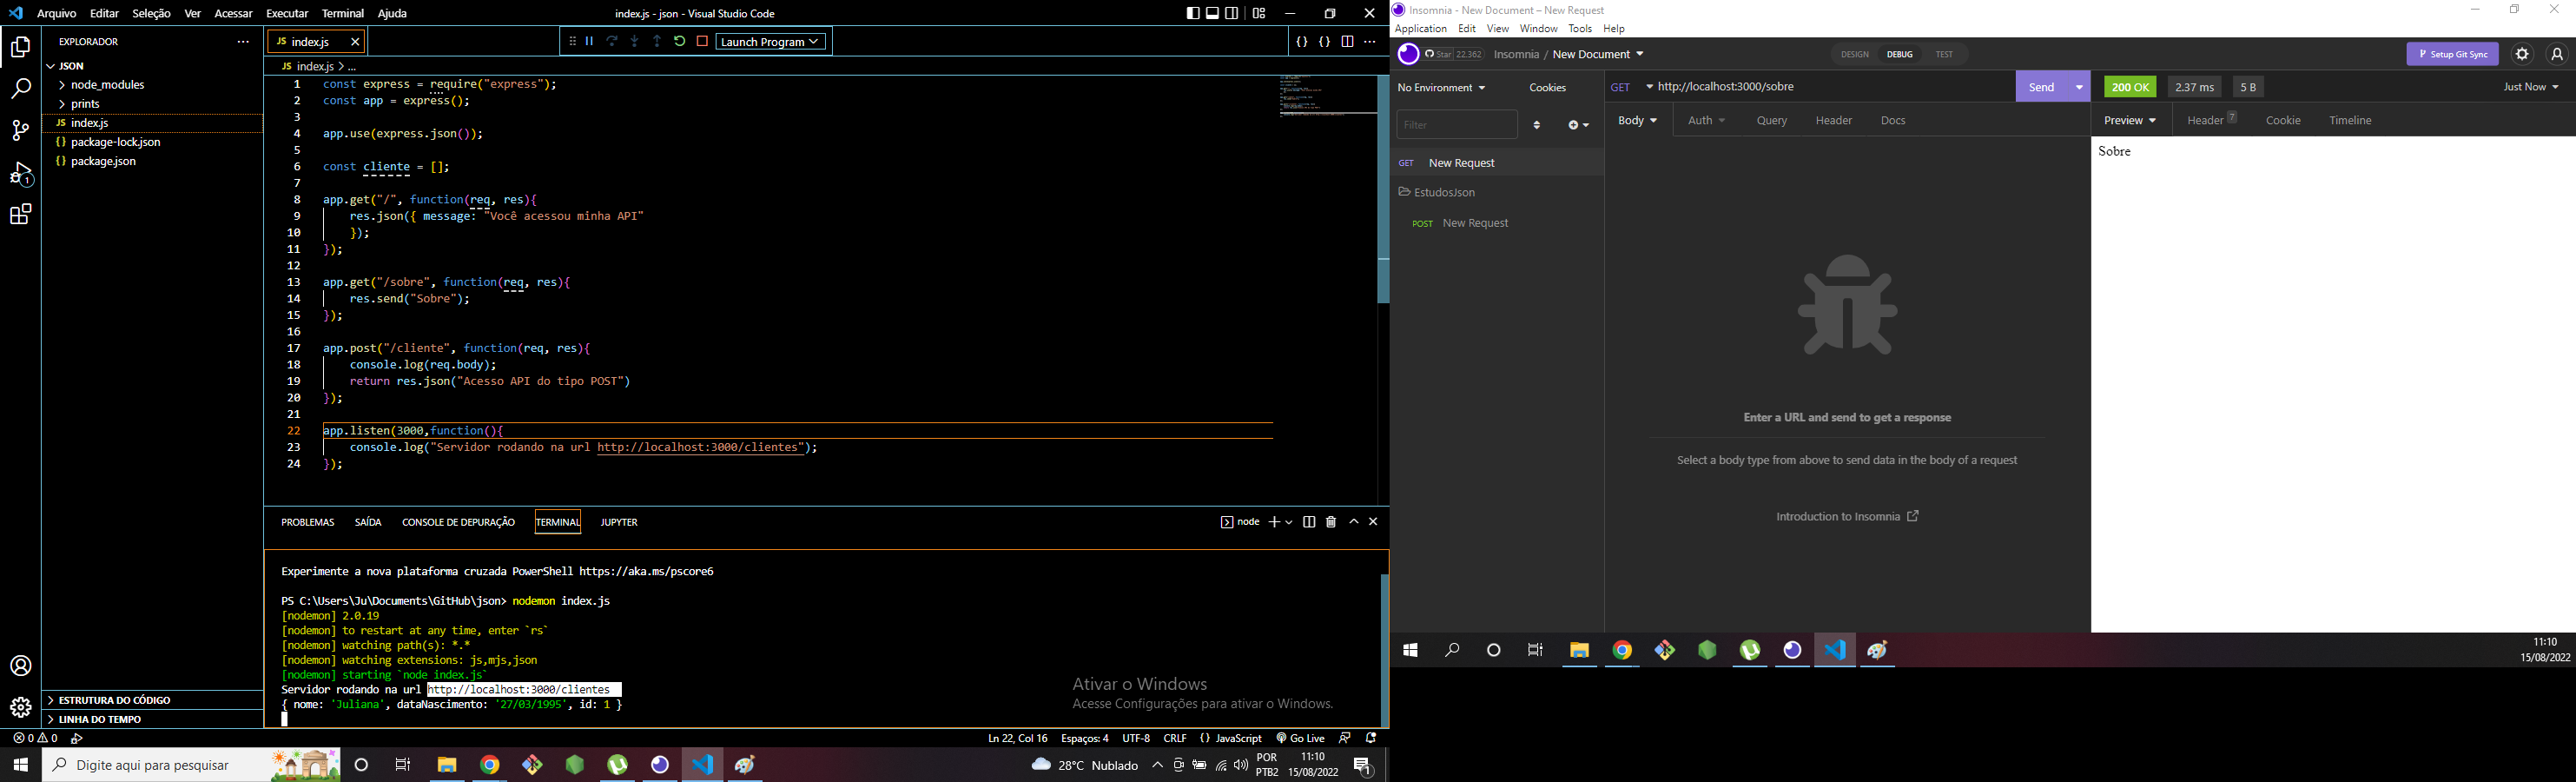 Arquivo Editar Seleção Ver Acessar Executar Terminal Ajuda
index.js - json - Visual Studio Code
EXPLORADOR
JSON
node_modules
prints
JS index.js
{} package-lock.json
{} package.json
ESTRUTURA DO CÓDIGO
LINHA DO TEMPO
JS index.js
Launch Program
JS index.js > ...
1 const express = require("express");
2 const app = express();
3
4 app.use(express.json());
5
6 const cliente = [];
7
8 app.get("/", function(req, res){
9 res.json({ message: "Você acessou minha API"
10 });
11 });
12
13 app.get("/sobre", function(req, res){
14 res.send("Sobre");
15 });
16
17 app.post("/cliente", function(req, res){
18 console.log(req.body);
19 return res.json("Acesso API do tipo POST")
20 });
21
22 app.listen(3000,function(){
23 console.log("Servidor rodando na url http://localhost:3000/clientes");
24 });
PROBLEMAS SAÍDA CONSOLE DE DEPURAÇÃO TERMINAL JUPYTER
node
Experimente a nova plataforma cruzada PowerShell https://aka.ms/pscore6
PS C:\Users\Ju\Documents\GitHub\json> nodemon index.js
[nodemon] 2.0.19
[nodemon] to restart at any time, enter `rs`
[nodemon] watching path(s): *.*
[nodemon] watching extensions: js,mjs,json
[nodemon] starting `node index.js`
Servidor rodando na url http://localhost:3000/clientes
{ nome: 'Juliana', dataNascimento: '27/03/1995', id: 1 }
Ativar o Windows
Acesse Configurações para ativar o Windows.
0 0
Ln 22, Col 16 Espaços: 4 UTF-8 CRLF {} JavaScript Go Live
Digite aqui para pesquisar
28°C Nublado
POR
PTB2
11:10
15/08/2022
1
Insomnia - New Document – New Request
Application Edit View Window Tools Help
Star 22.362
Insomnia / New Document
DESIGN DEBUG TEST
Setup Git Sync
No Environment Cookies
Filter
GET New Request
EstudosJson
POST New Request
GET http://localhost:3000/sobre
Send
Body Auth Query Header Docs
Enter a URL and send to get a response
Select a body type from above to send data in the body of a request
Introduction to Insomnia
200 OK 2.37 ms 5 B
Just Now
Preview Header 7 Cookie Timeline
Sobre
11:10
15/08/2022